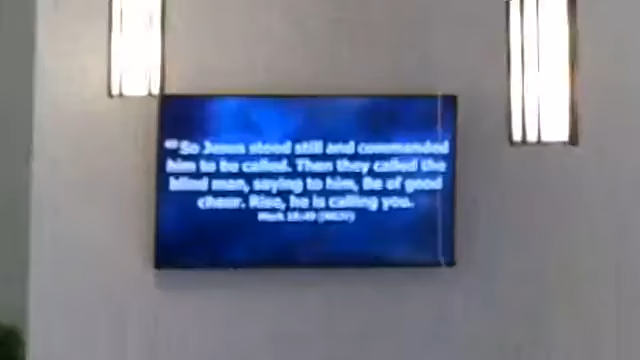 49 So Jesus stood still and commanded
him to be called. Then they called the
blind man, saying to him, Be of good
cheer. Rise, he is calling you.
Mark 10:49